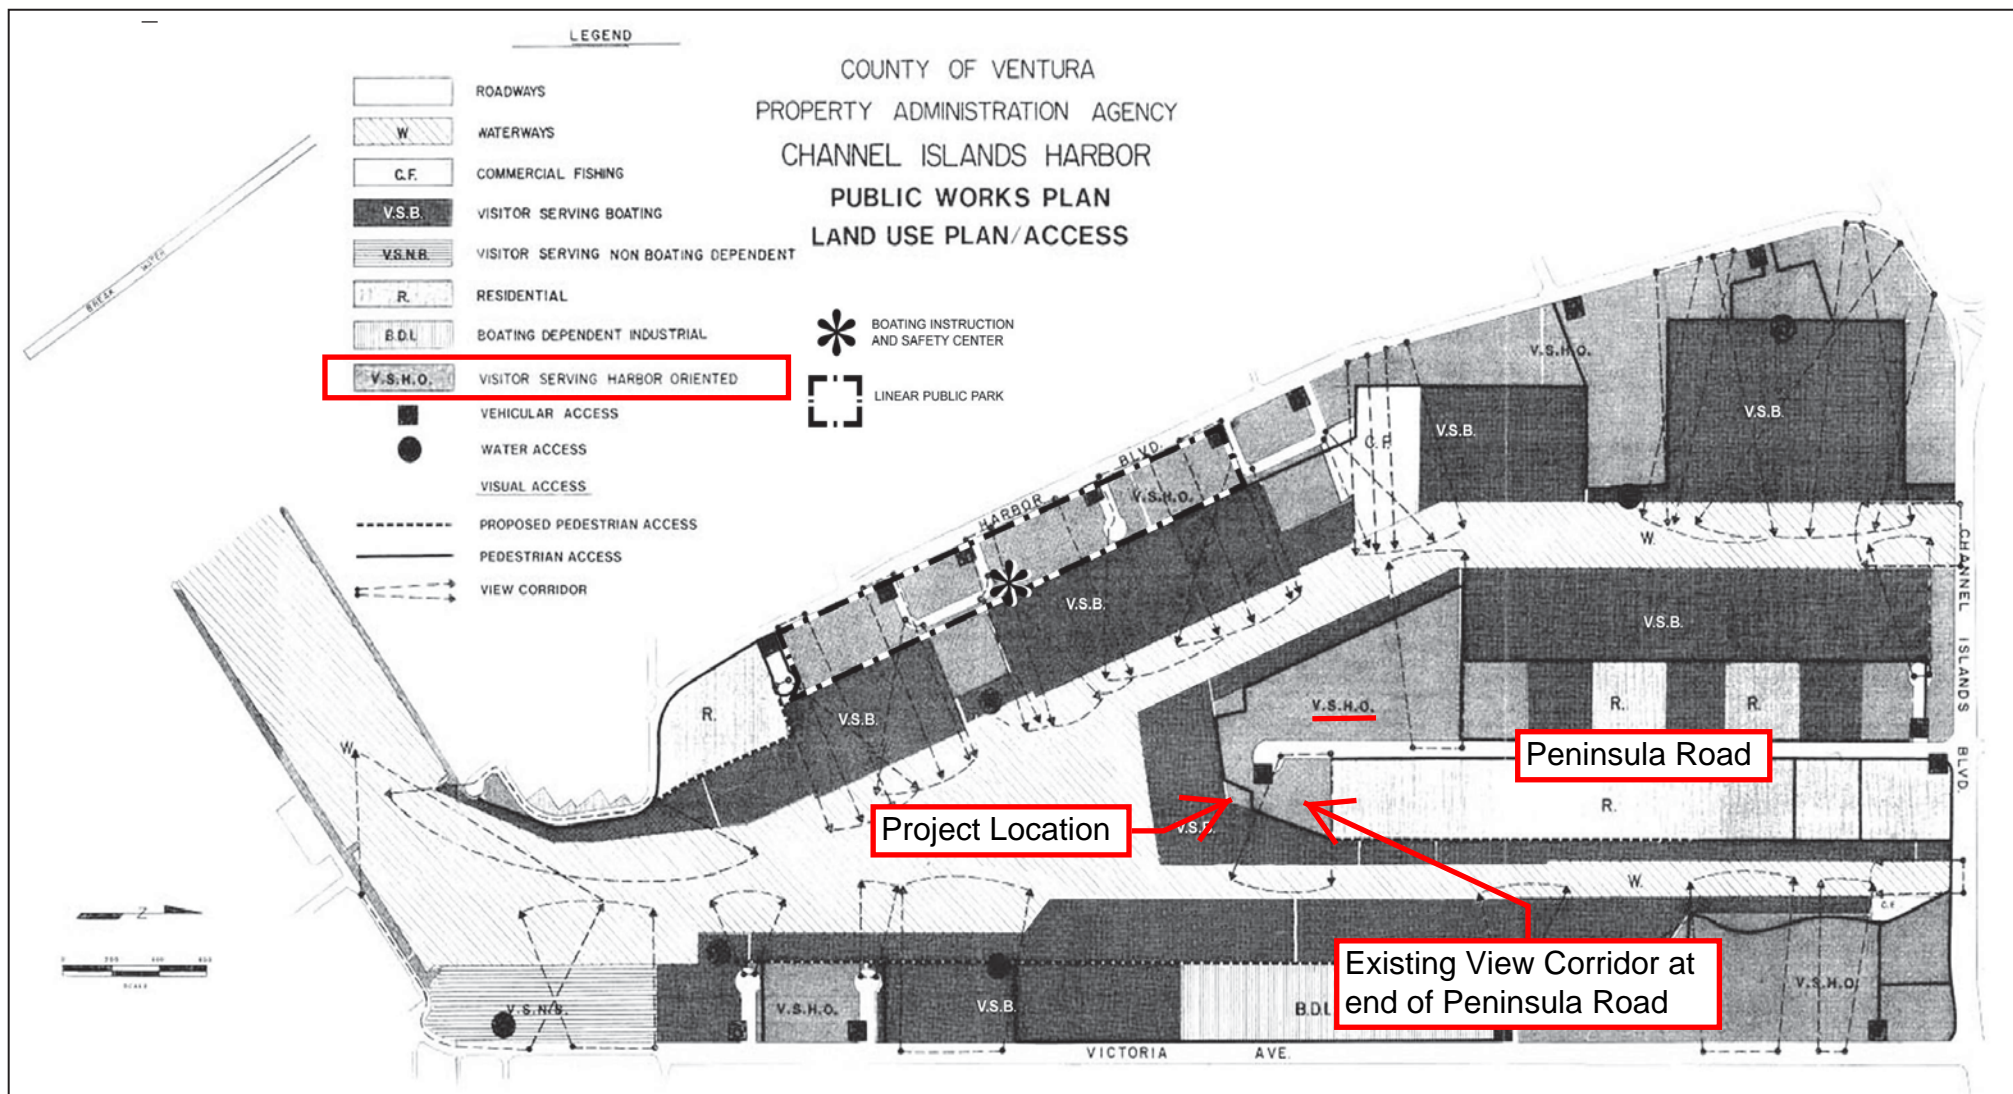 LEGEND
ROADWAYS
W
WATERWAYS
C.F.
COMMERCIAL FISHING
V.S.B.
VISITOR SERVING BOATING
V.S.N.B.
VISITOR SERVING NON BOATING DEPENDENT
R.
RESIDENTIAL
B.D.I.
BOATING DEPENDENT INDUSTRIAL
V.S.H.O.
VISITOR SERVING HARBOR ORIENTED
VEHICULAR ACCESS
WATER ACCESS
VISUAL ACCESS
PROPOSED PEDESTRIAN ACCESS
PEDESTRIAN ACCESS
VIEW CORRIDOR
COUNTY OF VENTURA
PROPERTY ADMINISTRATION AGENCY
CHANNEL ISLANDS HARBOR
PUBLIC WORKS PLAN
LAND USE PLAN/ACCESS
BOATING INSTRUCTION
AND SAFETY CENTER
LINEAR PUBLIC PARK
BREAK WATER
HARBOR BLVD.
V.S.H.O.
V.S.H.O.
C.F.
V.S.B.
V.S.B.
W.
V.S.B.
V.S.B.
CHANNEL ISLANDS BLVD.
R.
V.S.B.
V.S.H.O.
R.
R.
W.
Peninsula Road
R.
Project Location
V.S.B.
W.
C.F.
Existing View Corridor at
end of Peninsula Road
Z
SCALE
V.S.N.B.
V.S.H.O.
V.S.B.
B.D.I.
V.S.H.O.
VICTORIA AVE.